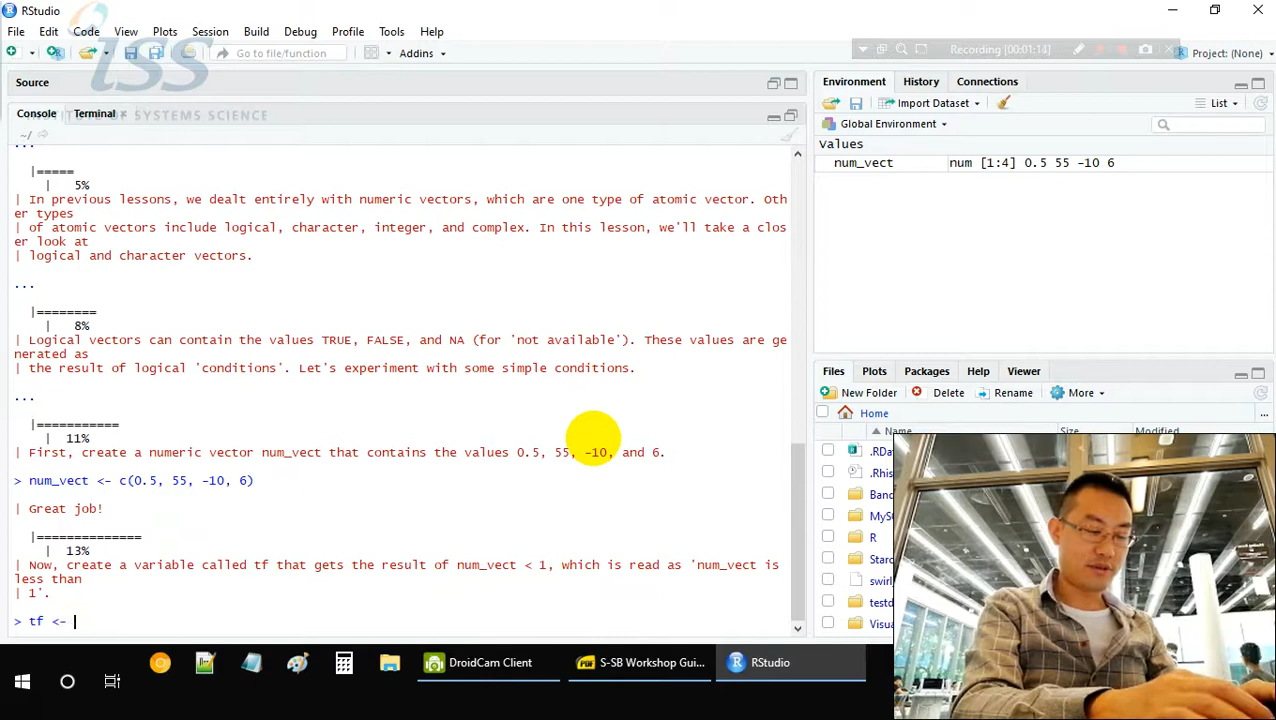 RStudio
File Edit Code View Plots Session Build Debug Profile Tools Help
Go to file/function
Addins
Recording [00:01:14]
Project: (None)
iss
SYSTEMS SCIENCE
Source
Console Terminal
~/
...
|=====
| 5%
| In previous lessons, we dealt entirely with numeric vectors, which are one type of atomic vector. Oth
er types
| of atomic vectors include logical, character, integer, and complex. In this lesson, we'll take a clos
er look at
| logical and character vectors.
...
|========
| 8%
| Logical vectors can contain the values TRUE, FALSE, and NA (for 'not available'). These values are ge
nerated as
| the result of logical 'conditions'. Let's experiment with some simple conditions.
...
|===========
| 11%
| First, create a numeric vector num_vect that contains the values 0.5, 55, -10, and 6.
> num_vect <- c(0.5, 55, -10, 6)
| Great job!
|==============
| 13%
| Now, create a variable called tf that gets the result of num_vect < 1, which is read as 'num_vect is
less than
| 1'.
> tf <-
Environment History Connections
Import Dataset
List
Global Environment
Values
num_vect num [1:4] 0.5 55 -10 6
Files Plots Packages Help Viewer
New Folder Delete Rename More
Home
...
Name Size Modified
.RDa
.Rhis
Band
MyS
R
Starc
swirl
testd
Visua
DroidCam Client
S-SB Workshop Gui...
RStudio